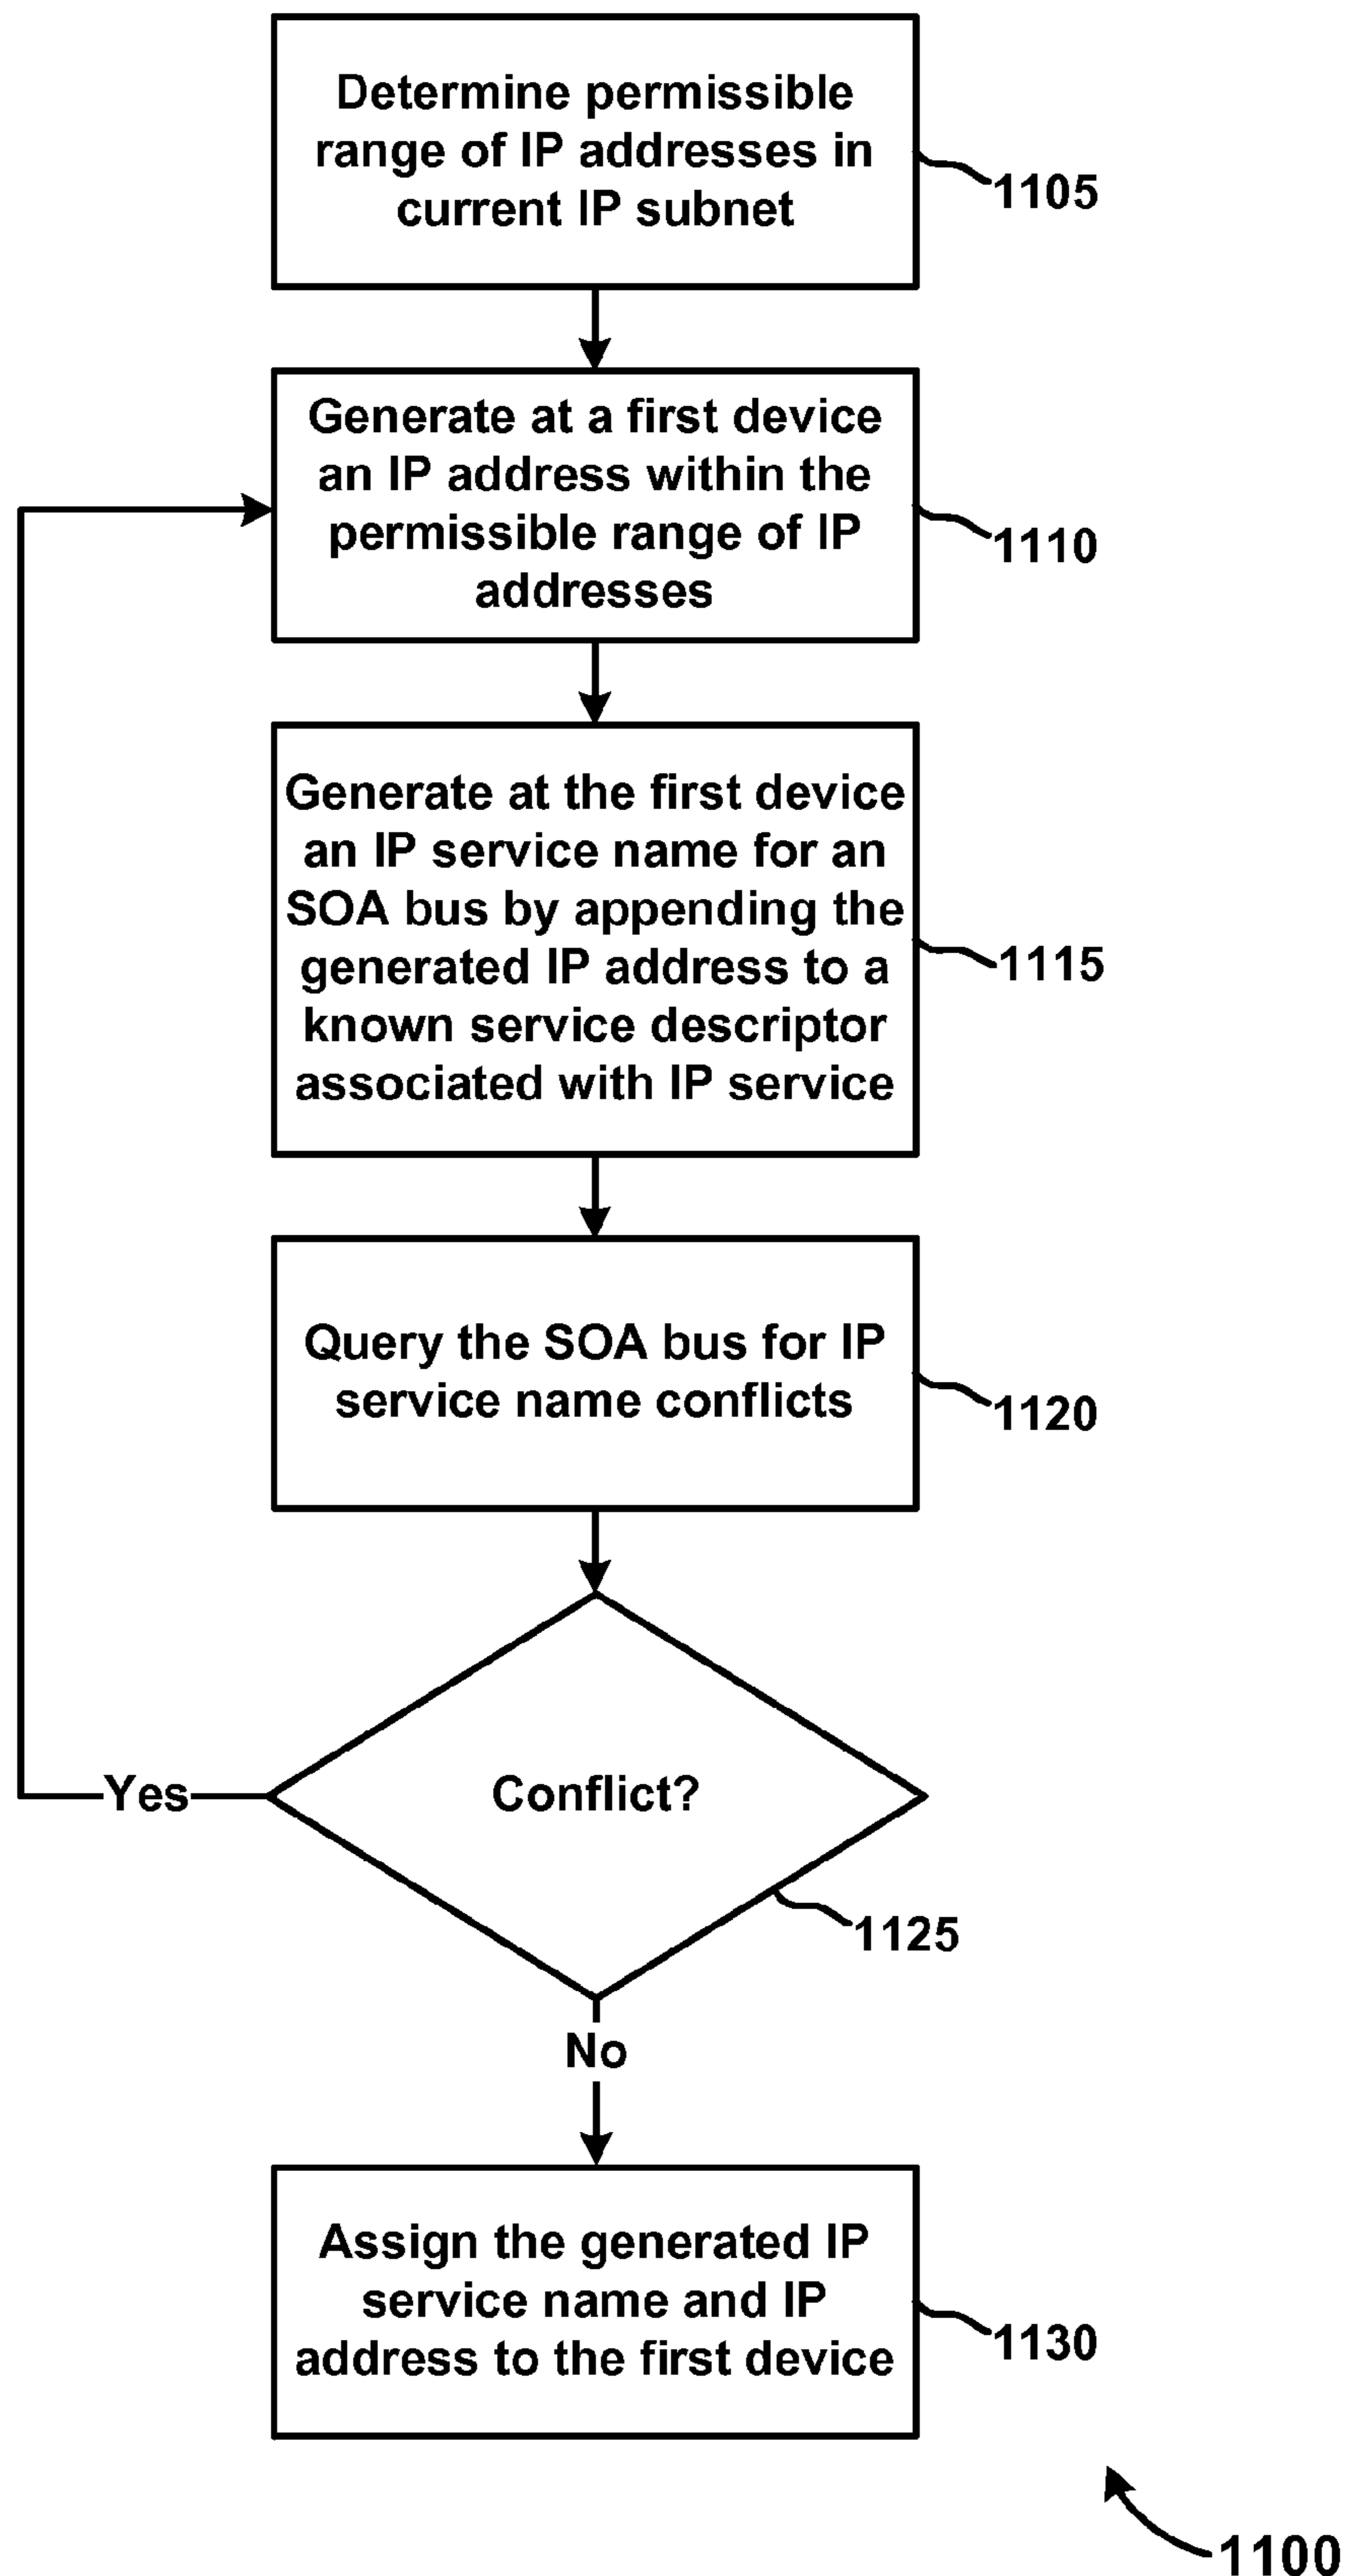 Determine permissible
range of IP addresses in
current IP subnet
1105
Generate at a first device
an IP address within the
permissible range of IP
addresses
1110
Generate at the first device
an IP service name for an
SOA bus by appending the
generated IP address to a
known service descriptor
associated with IP service
1115
Query the SOA bus for IP
service name conflicts
1120
Conflict?
Yes
1125
No
Assign the generated IP
service name and IP
address to the first device
1130
1100